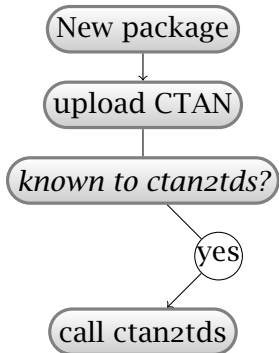 New package
upload CTAN
known to ctan2tds?
yes
call ctan2tds